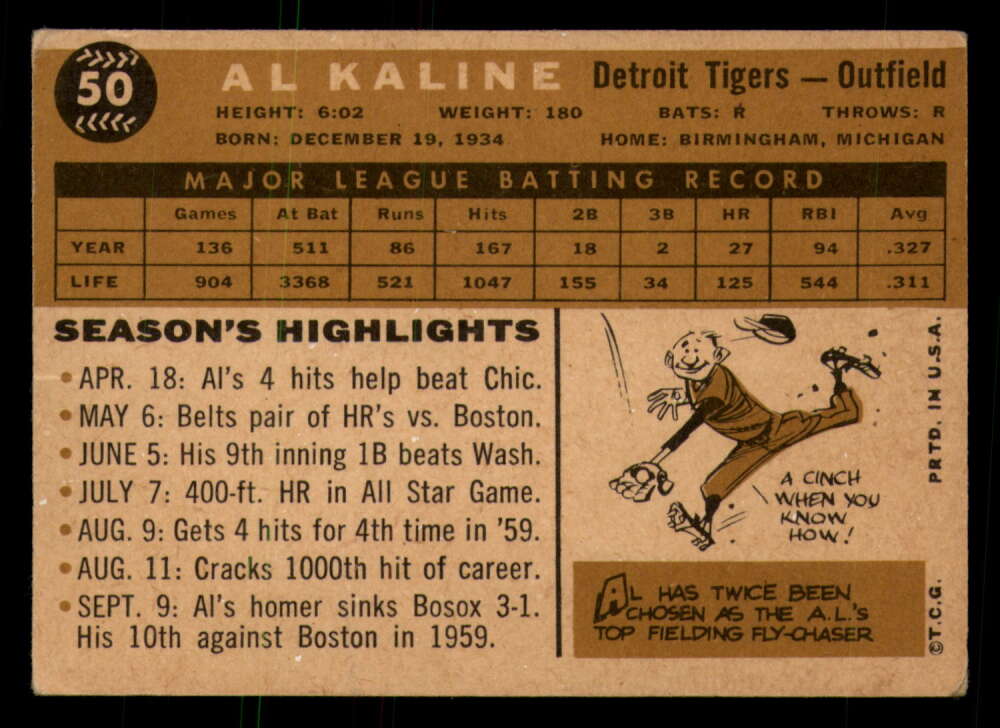 50
AL KALINE Detroit Tigers — Outfield
HEIGHT: 6:02 WEIGHT: 180 BATS: R THROWS: R
BORN: DECEMBER 19, 1934 HOME: BIRMINGHAM, MICHIGAN
MAJOR LEAGUE BATTING RECORD
Games At Bat Runs Hits 2B 3B HR RBI Avg
YEAR 136 511 86 167 18 2 27 94 .327
LIFE 904 3368 521 1047 155 34 125 544 .311
SEASON'S HIGHLIGHTS
• APR. 18: Al's 4 hits help beat Chic.
• MAY 6: Belts pair of HR's vs. Boston.
• JUNE 5: His 9th inning 1B beats Wash.
• JULY 7: 400-ft. HR in All Star Game.
• AUG. 9: Gets 4 hits for 4th time in '59.
• AUG. 11: Cracks 1000th hit of career.
• SEPT. 9: Al's homer sinks Bosox 3-1.
His 10th against Boston in 1959.
A CINCH
WHEN YOU
KNOW
HOW!
AL HAS TWICE BEEN
CHOSEN AS THE A.L.'S
TOP FIELDING FLY-CHASER
PRTD. IN U.S.A.
©T.C.G.